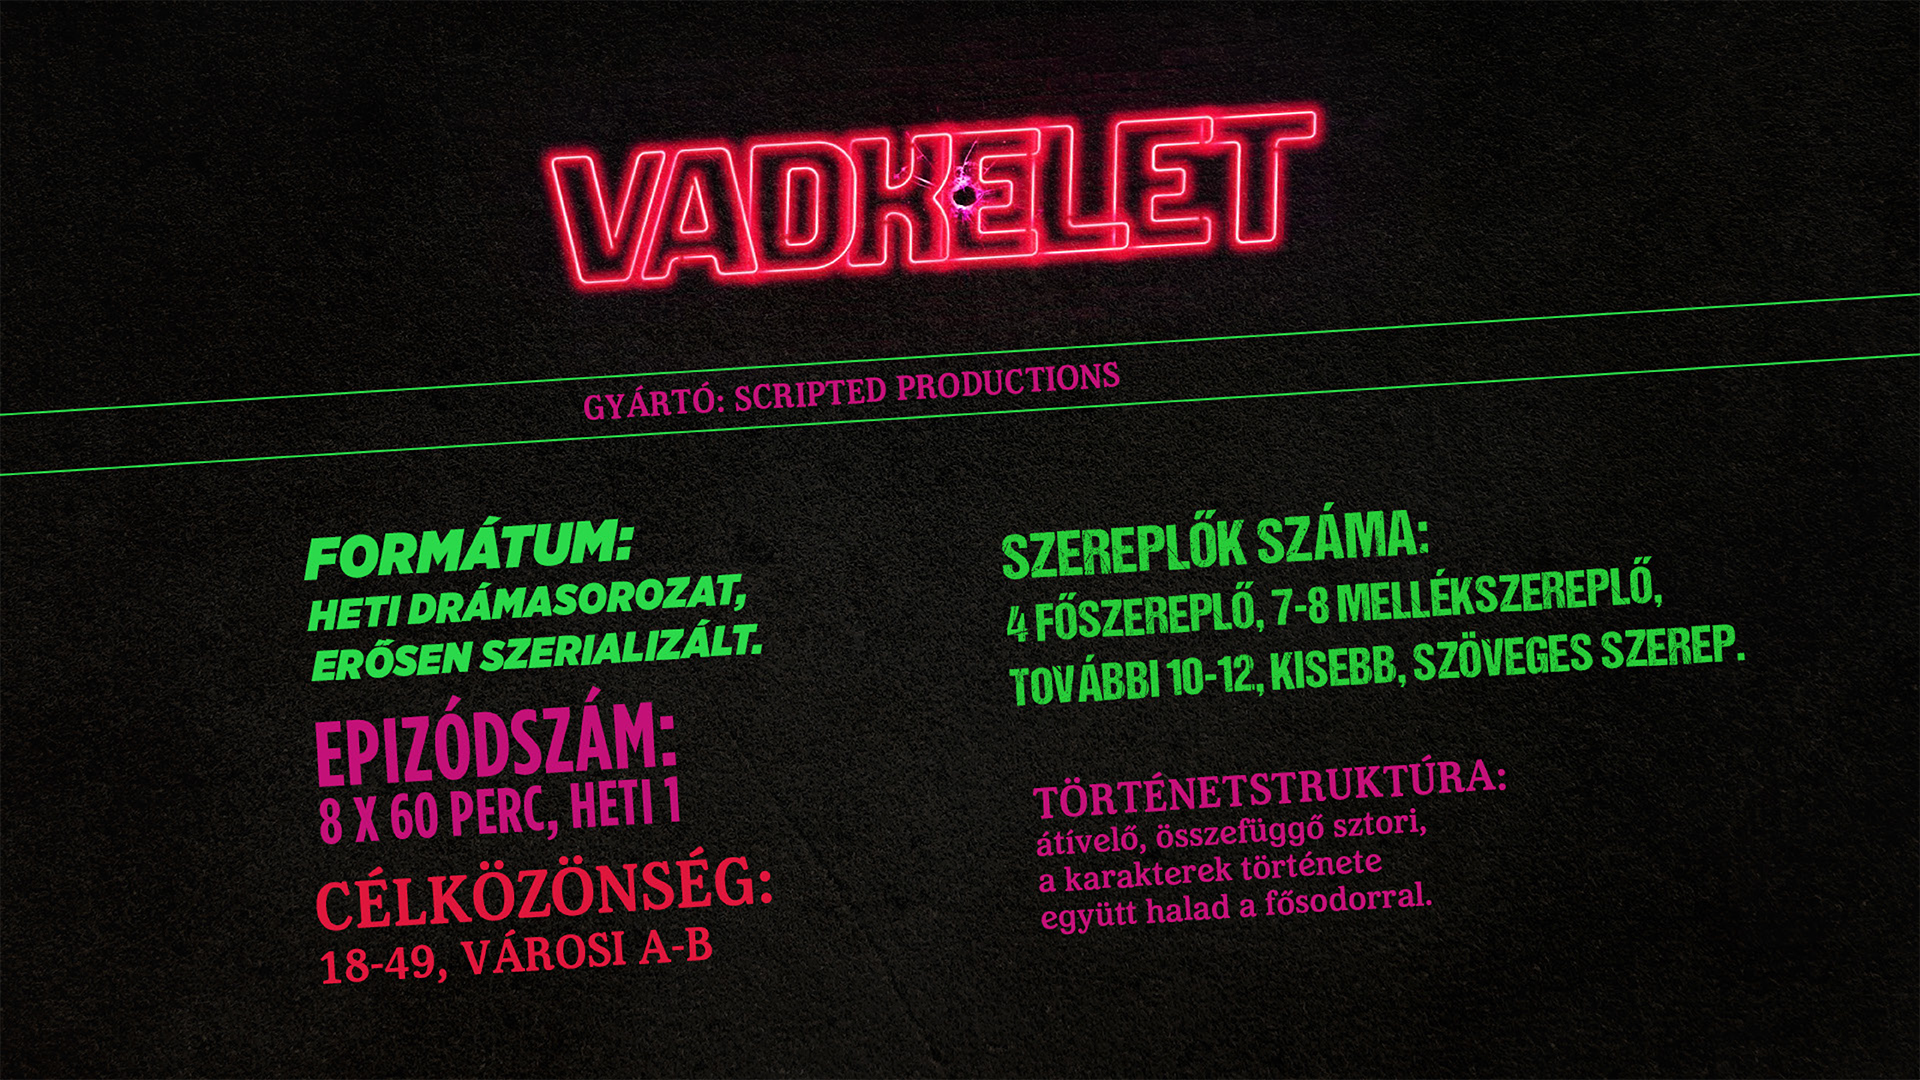 VADKELET
GYÁRTÓ: SCRIPTED PRODUCTIONS
FORMÁTUM:
HETI DRÁMASOROZAT,
ERŐSEN SZERIALIZÁLT.
EPIZÓDSZÁM:
8 X 60 PERC, HETI 1
CÉLKÖZÖNSÉG:
18-49, VÁROSI A-B
SZEREPLŐK SZÁMA:
4 FŐSZEREPLŐ, 7-8 MELLÉKSZEREPLŐ,
TOVÁBBI 10-12, KISEBB, SZÖVEGES SZEREP.
TÖRTÉNETSTRUKTÚRA:
átívelő, összefüggő sztori,
a karakterek története
együtt halad a fősodorral.